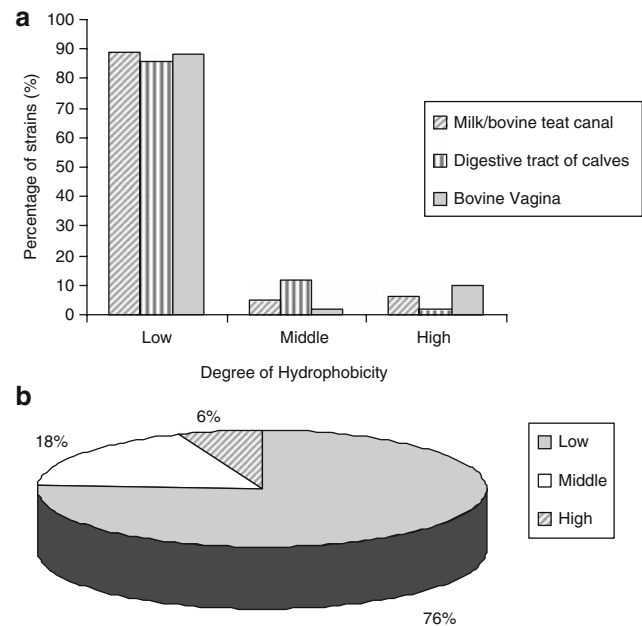 a
Percentage of strains (%)
100
90
80
70
60
50
40
30
20
10
0
Low
Middle
High
Degree of Hydrophobicity
Milk/bovine teat canal
Digestive tract of calves
Bovine Vagina
b
6%
18%
76%
Low
Middle
High